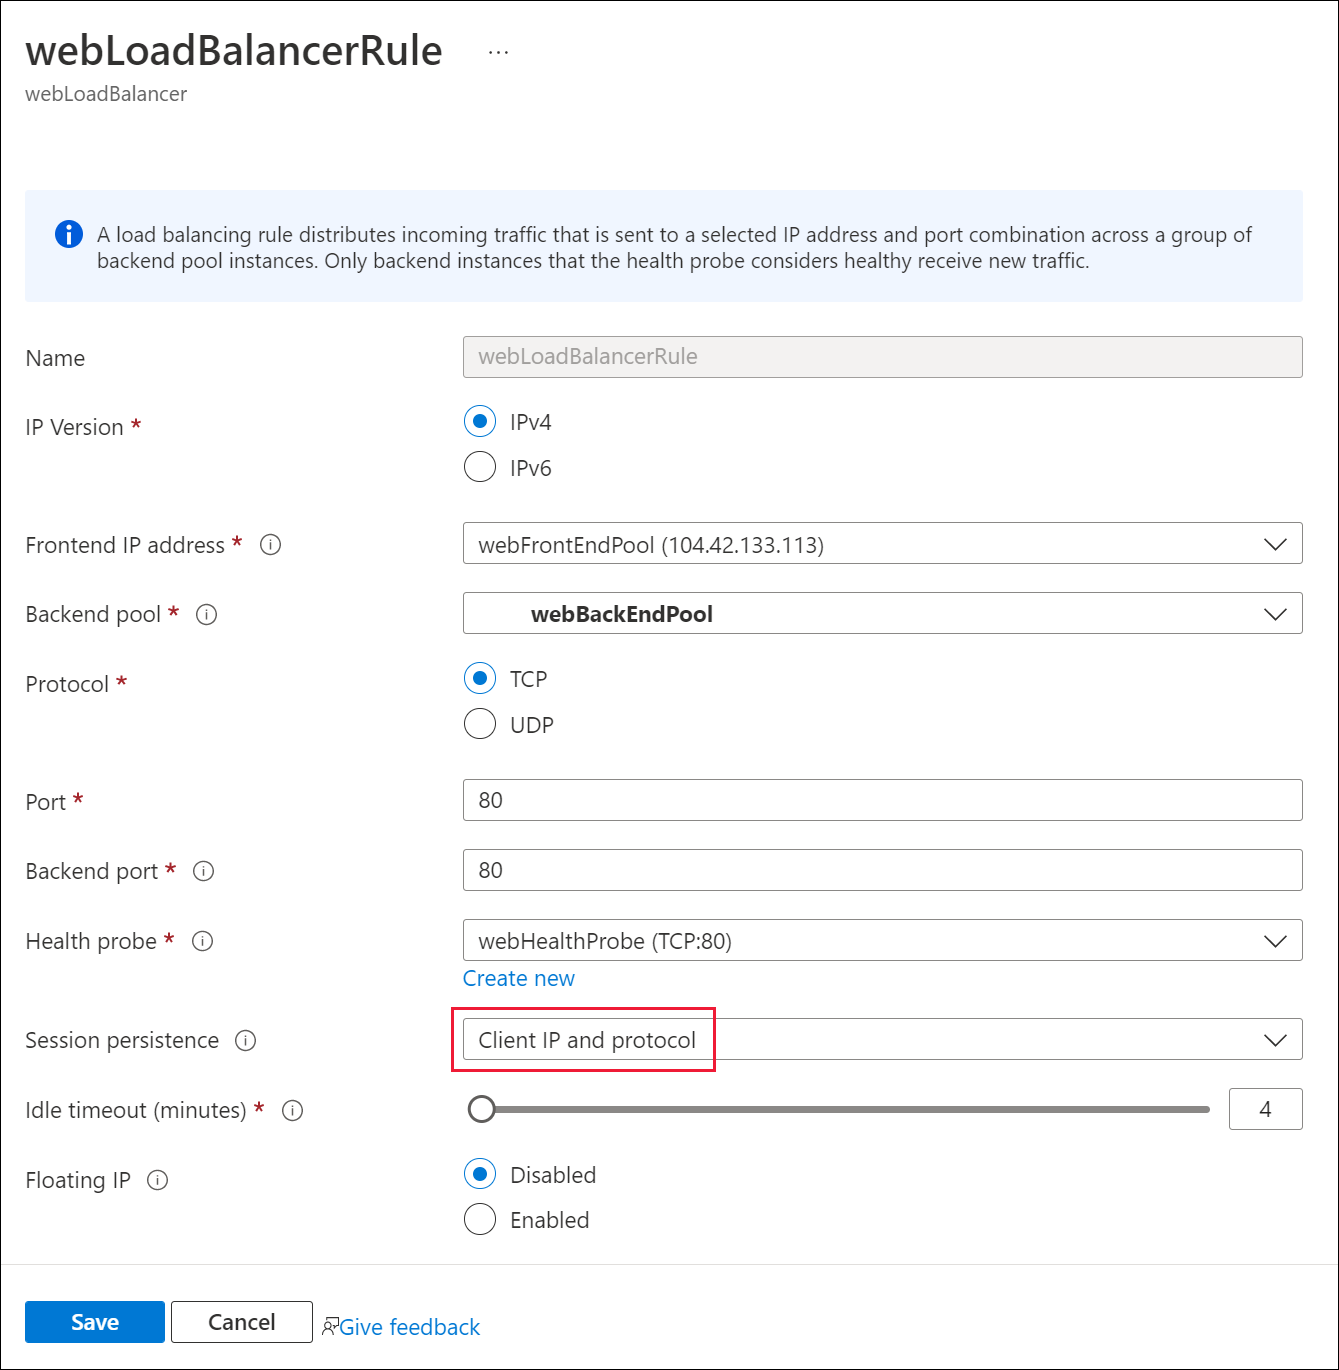 webLoadBalancerRule ...
webLoadBalancer
A load balancing rule distributes incoming traffic that is sent to a selected IP address and port combination across a group of
backend pool instances. Only backend instances that the health probe considers healthy receive new traffic.
Name
webLoadBalancerRule
IP Version *
IPv4
IPv6
Frontend IP address *
webFrontEndPool (104.42.133.113)
Backend pool *
webBackEndPool
Protocol *
TCP
UDP
Port *
80
Backend port *
80
Health probe *
webHealthProbe (TCP:80)
Create new
Session persistence
Client IP and protocol
Idle timeout (minutes) *
4
Floating IP
Disabled
Enabled
Save
Cancel
Give feedback